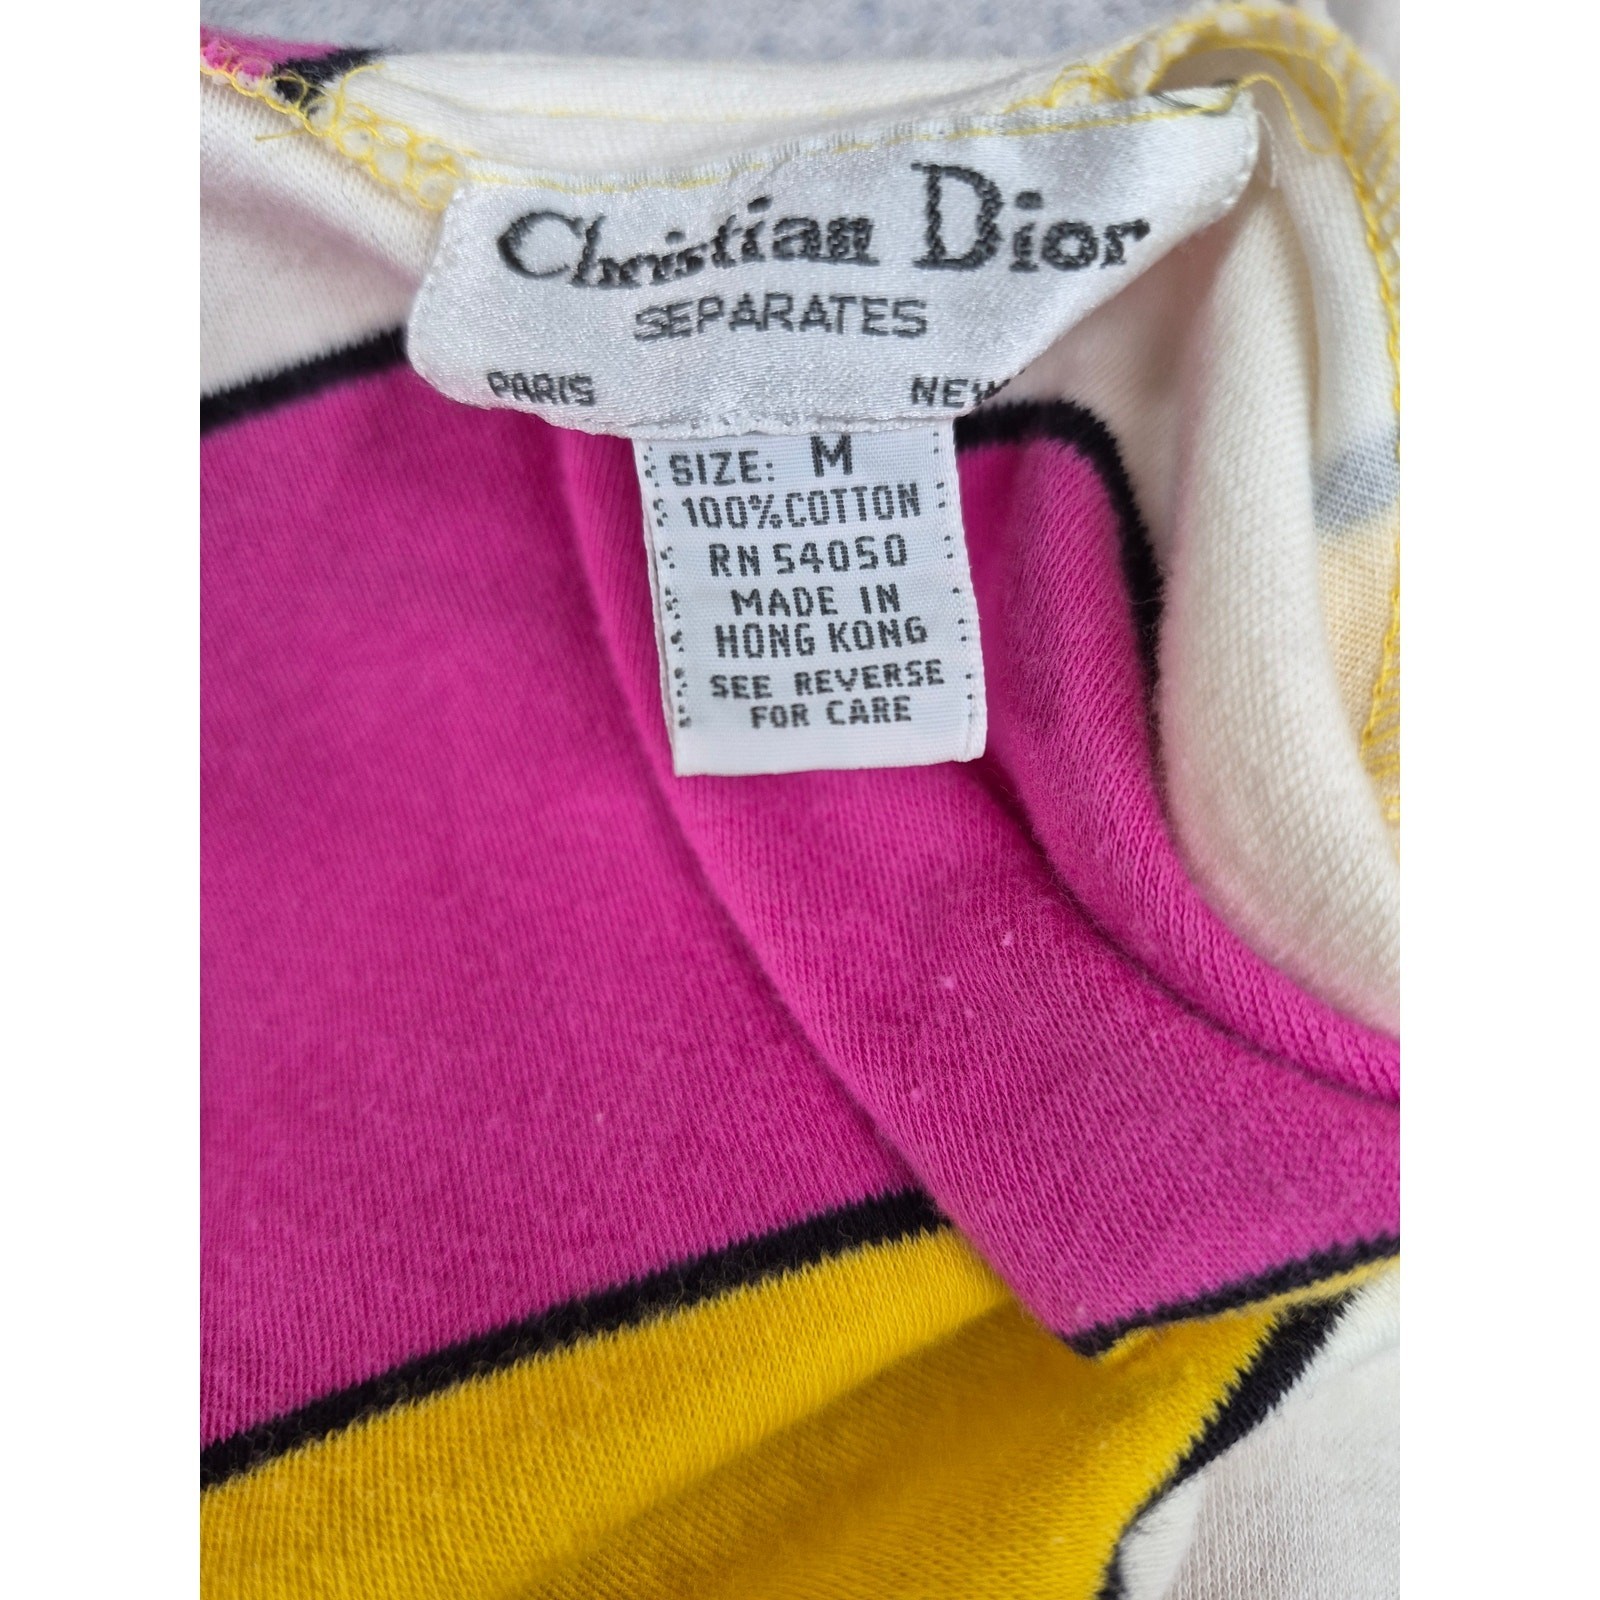 Christian Dior
SEPARATES
PARIS NEW
SIZE: M
100% COTTON
RN 54050
MADE IN
HONG KONG
SEE REVERSE
FOR CARE